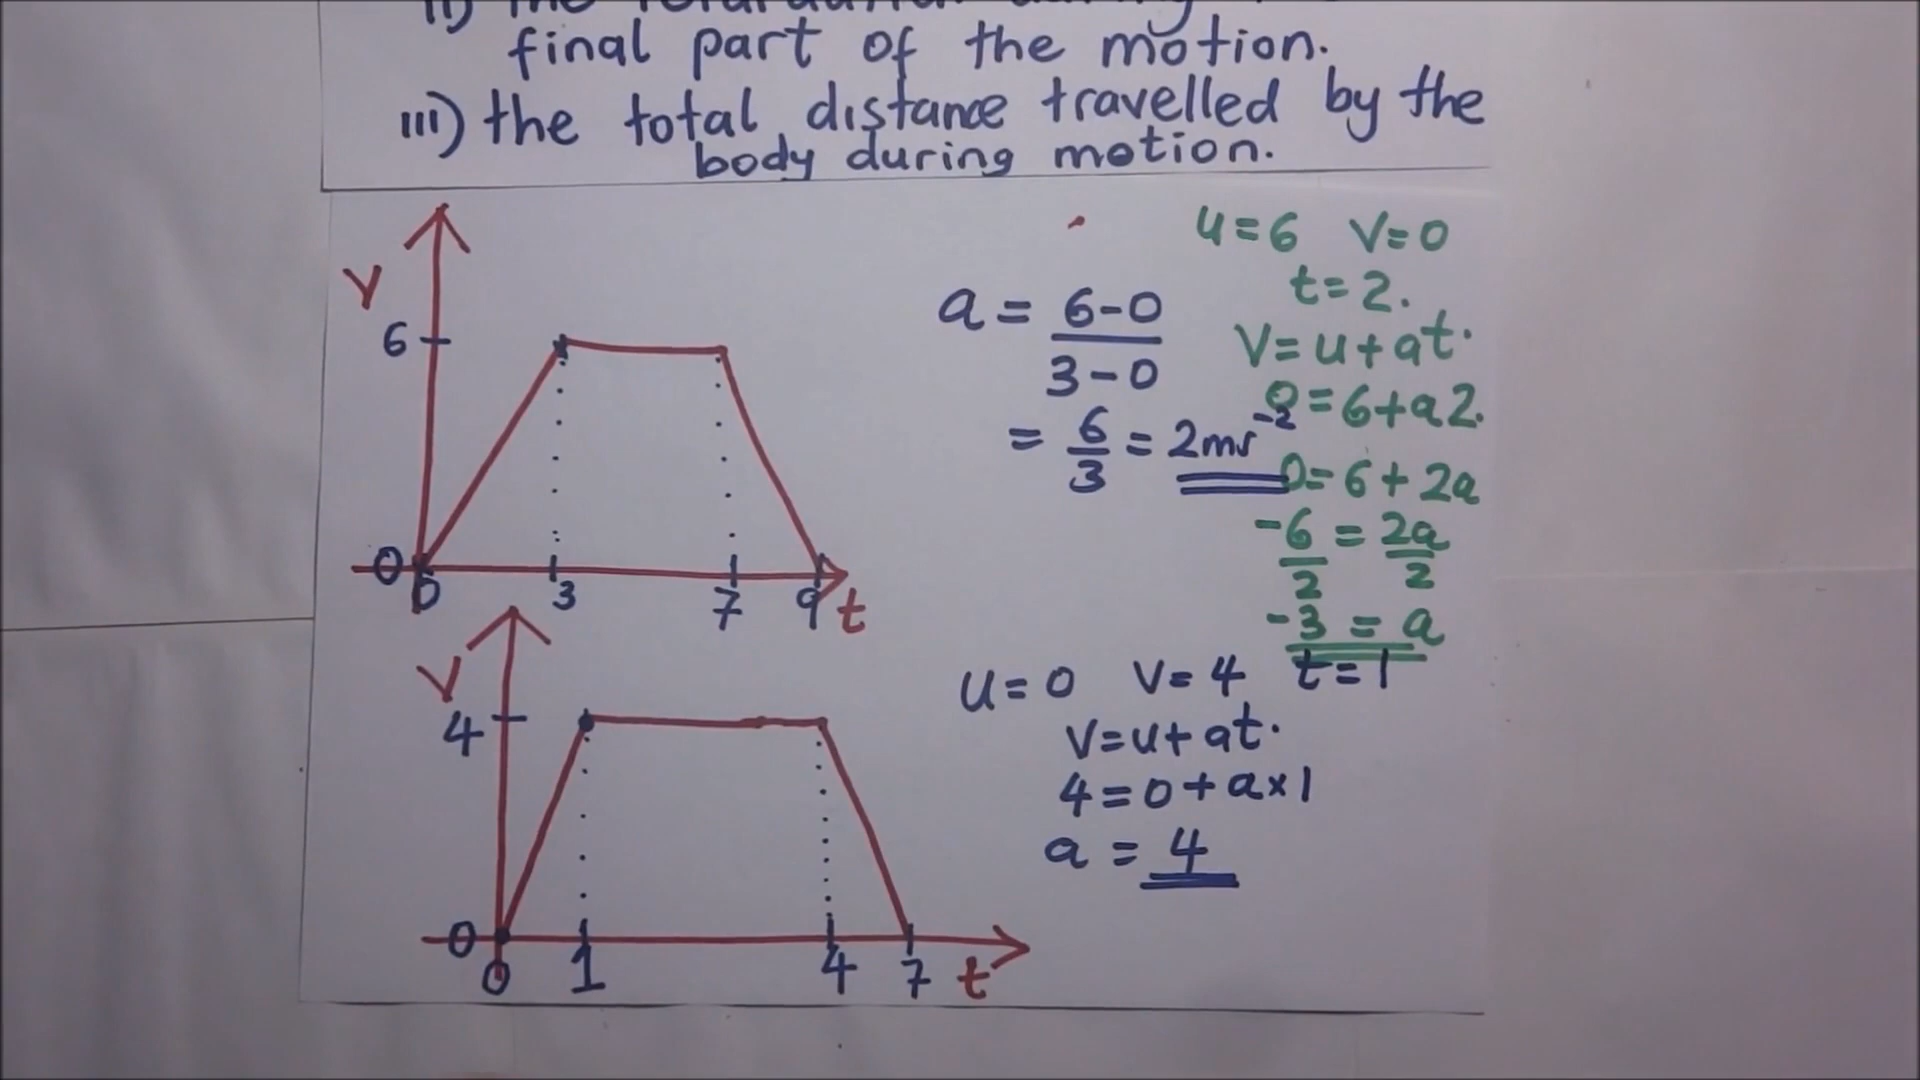 final part of the motion.
iii) the total distance travelled by the
body during motion.
V
6
0
0 3 7 9 t
a = 6-0
3-0
= 6/3 = 2ms⁻²
u=6 V=0
t=2.
V=u+at.
0=6+a2.
0=6+2a
-6/2 = 2a/2
-3 = a
V
4
0
0 1 4 7 t
u=0 V=4 t=1
V=u+at.
4=0+a×1
a = 4